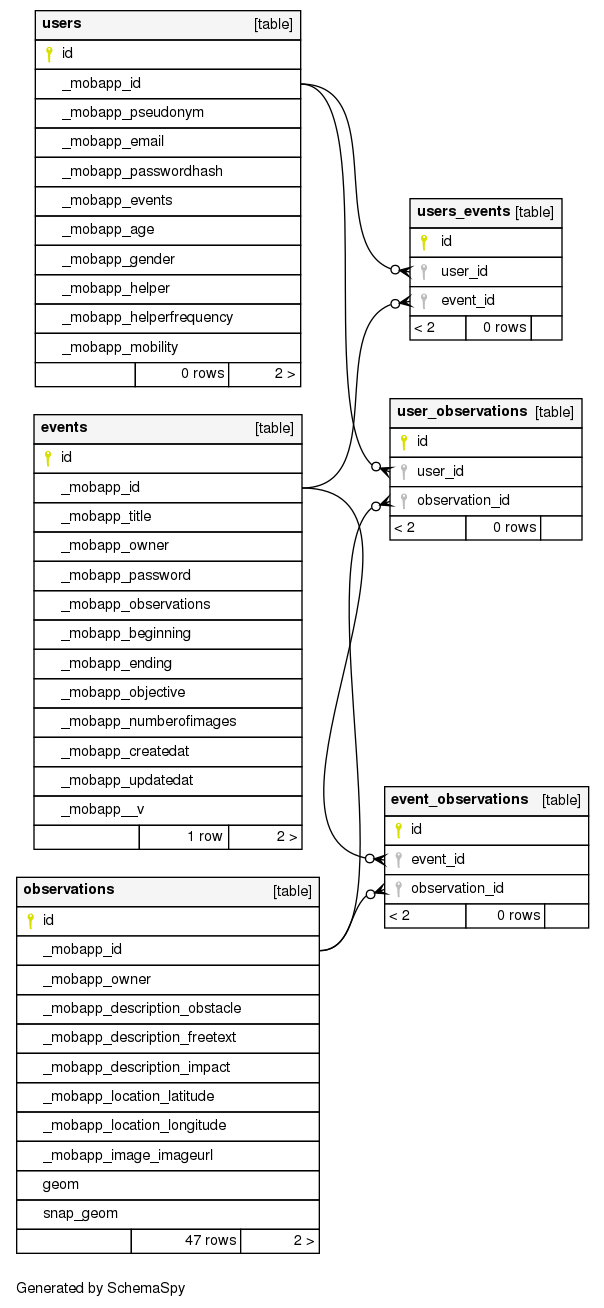 users [table]
id
_mobapp_id
_mobapp_pseudonym
_mobapp_email
_mobapp_passwordhash
_mobapp_events
_mobapp_age
_mobapp_gender
_mobapp_helper
_mobapp_helperfrequency
_mobapp_mobility
0 rows 2 >
users_events [table]
id
user_id
event_id
< 2 0 rows
user_observations [table]
id
user_id
observation_id
< 2 0 rows
events [table]
id
_mobapp_id
_mobapp_title
_mobapp_owner
_mobapp_password
_mobapp_observations
_mobapp_beginning
_mobapp_ending
_mobapp_objective
_mobapp_numberofimages
_mobapp_createdat
_mobapp_updatedat
_mobapp__v
1 row 2 >
event_observations [table]
id
event_id
observation_id
< 2 0 rows
observations [table]
id
_mobapp_id
_mobapp_owner
_mobapp_description_obstacle
_mobapp_description_freetext
_mobapp_description_impact
_mobapp_location_latitude
_mobapp_location_longitude
_mobapp_image_imageurl
geom
snap_geom
47 rows 2 >
Generated by SchemaSpy